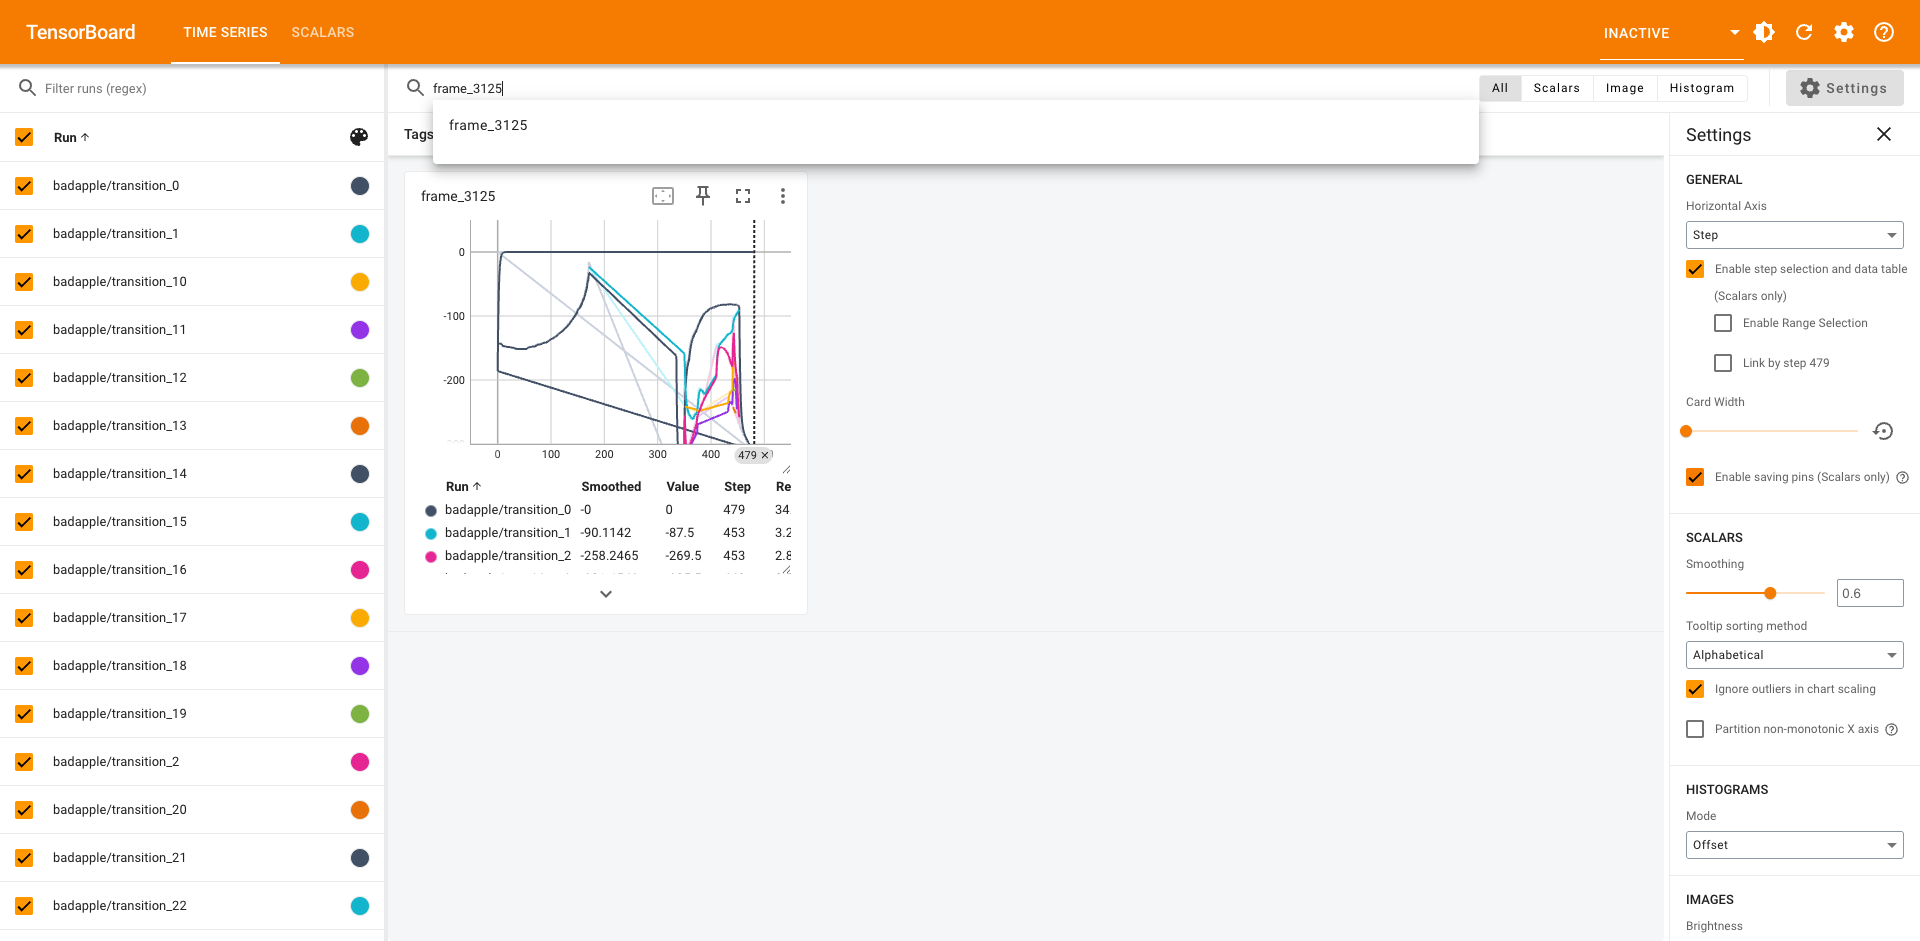 TensorBoard TIME SERIES SCALARS INACTIVE
Filter runs (regex)
frame_3125
All Scalars Image Histogram
Settings
frame_3125
Tags
Run
badapple/transition_0
badapple/transition_1
badapple/transition_10
badapple/transition_11
badapple/transition_12
badapple/transition_13
badapple/transition_14
badapple/transition_15
badapple/transition_16
badapple/transition_17
badapple/transition_18
badapple/transition_19
badapple/transition_2
badapple/transition_20
badapple/transition_21
badapple/transition_22
frame_3125
0
-100
-200
0 100 200 300 400 479
Run Smoothed Value Step Re
badapple/transition_0 -0 0 479 34.
badapple/transition_1 -90.1142 -87.5 453 3.2
badapple/transition_2 -258.2465 -269.5 453 2.8
Settings
GENERAL
Horizontal Axis
Step
Enable step selection and data table
(Scalars only)
Enable Range Selection
Link by step 479
Card Width
Enable saving pins (Scalars only)
SCALARS
Smoothing
0.6
Tooltip sorting method
Alphabetical
Ignore outliers in chart scaling
Partition non-monotonic X axis
HISTOGRAMS
Mode
Offset
IMAGES
Brightness